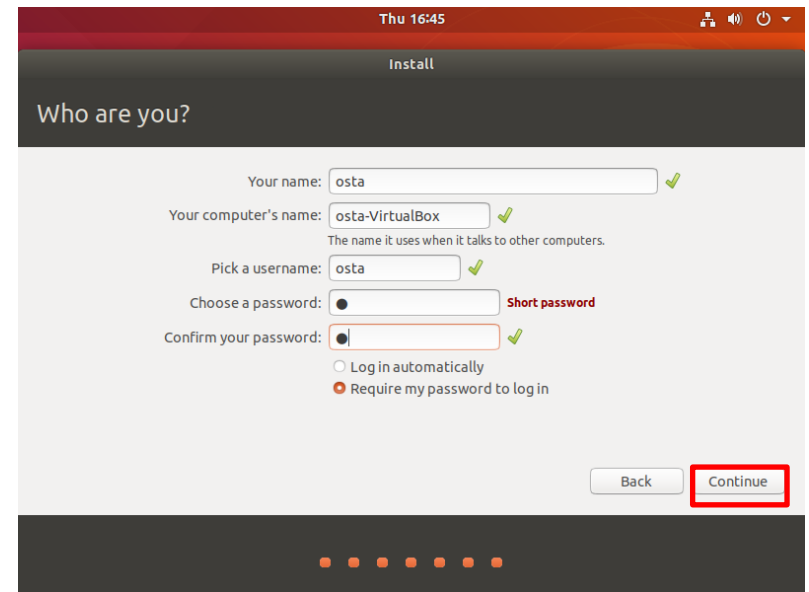 Thu 16:45
Install
Who are you?
Your name: osta
Your computer's name: osta-VirtualBox
The name it uses when it talks to other computers.
Pick a username: osta
Choose a password: ● Short password
Confirm your password: ●
Log in automatically
Require my password to log in
Back Continue